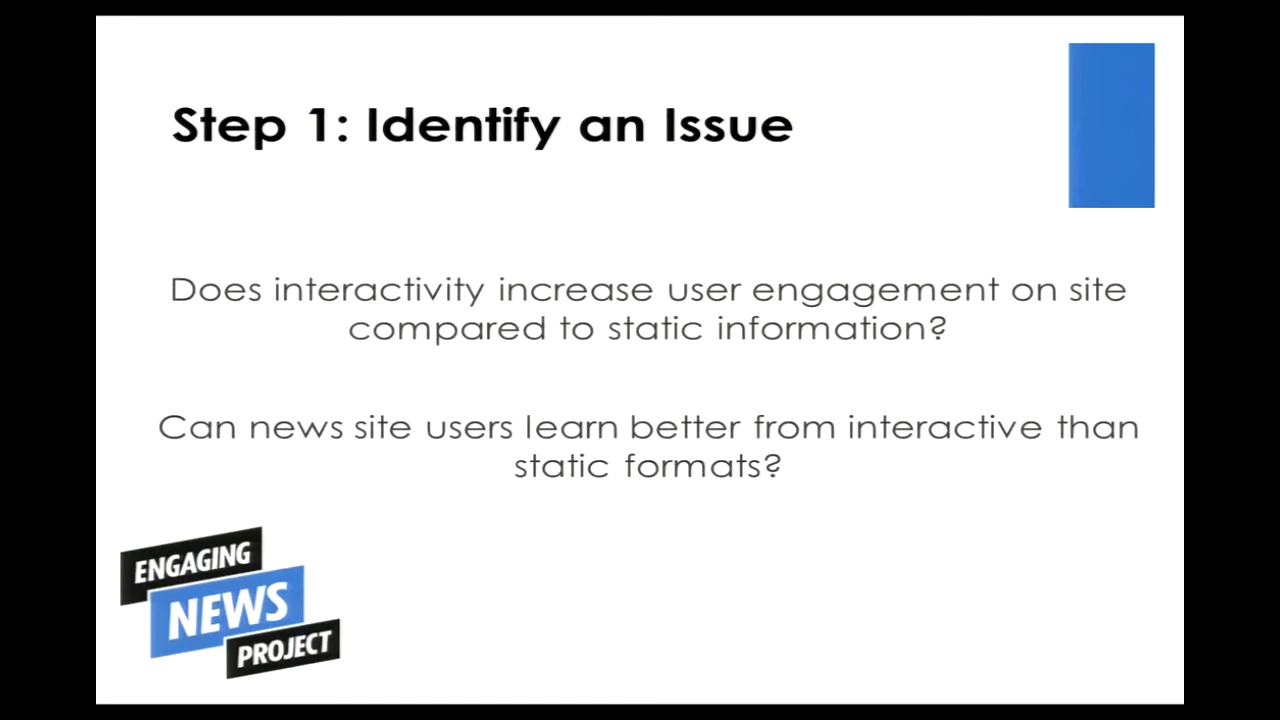 Step 1: Identify an Issue
Does interactivity increase user engagement on site
compared to static information?
Can news site users learn better from interactive than
static formats?
ENGAGING
NEWS
PROJECT